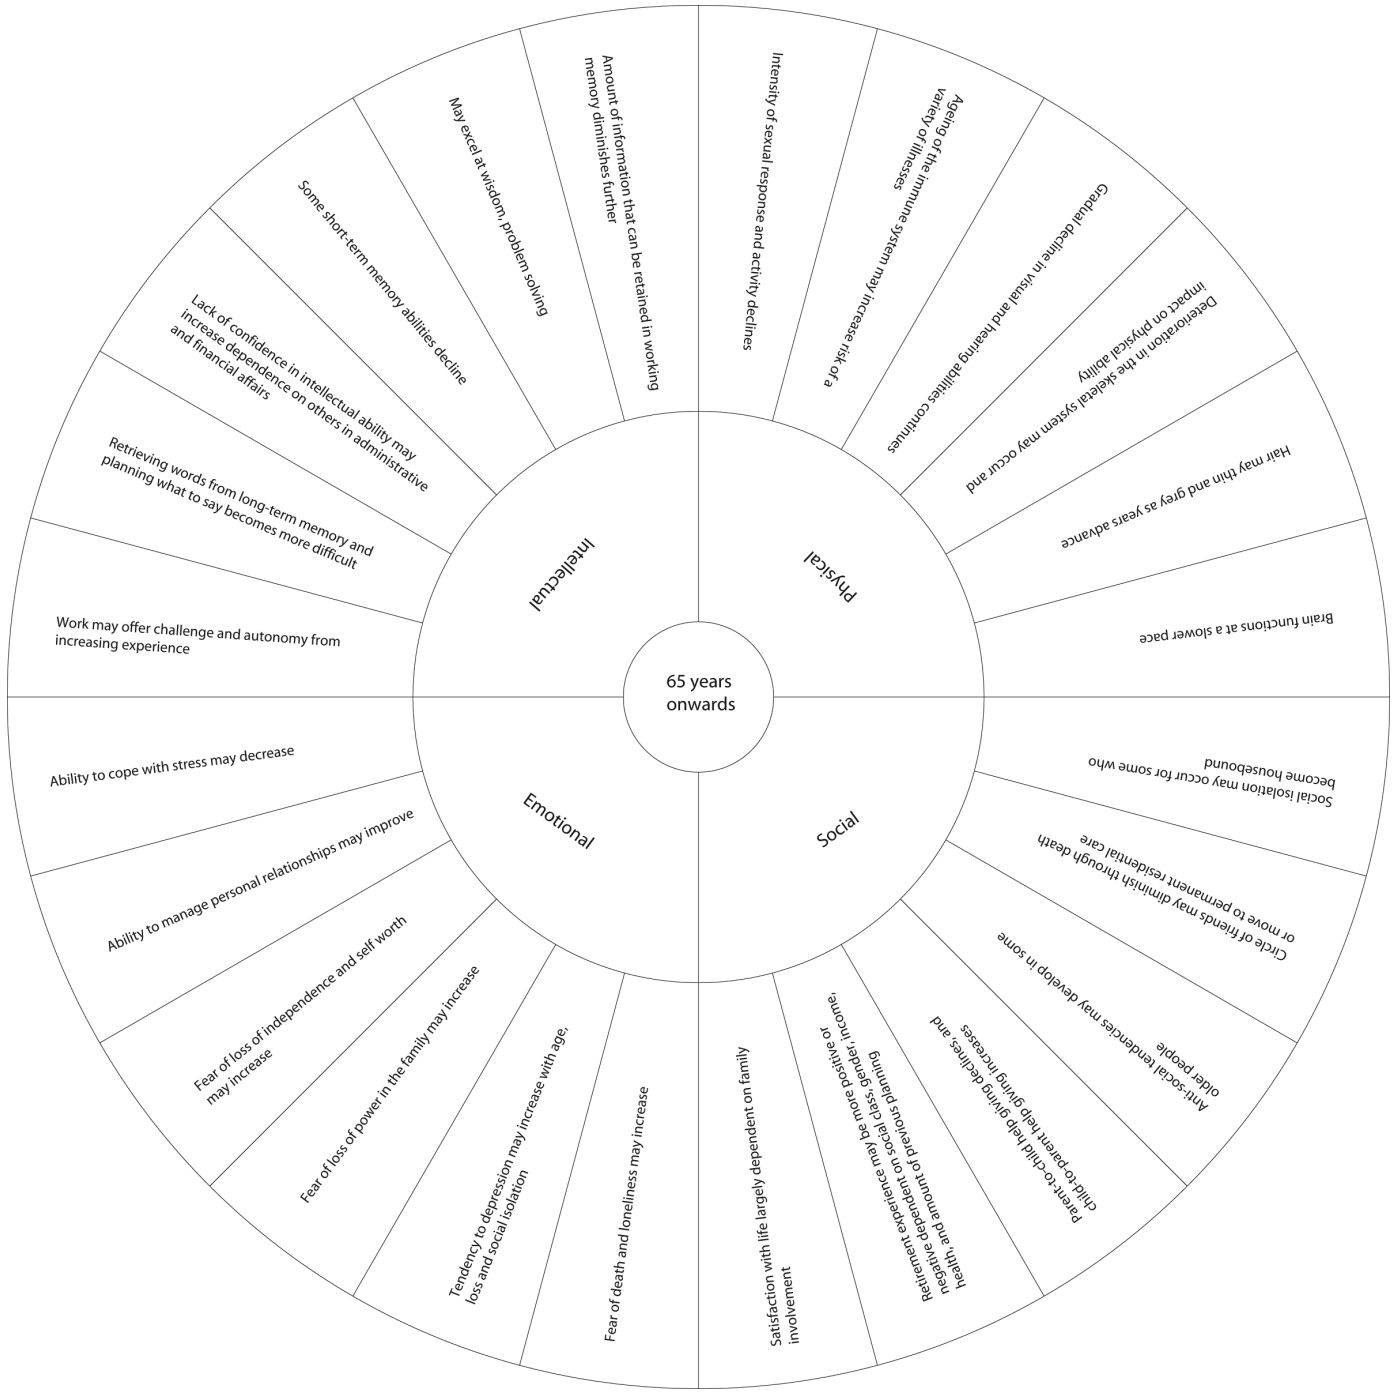 65 years
onwards
Physical
Intensity of sexual response and activity declines
Ageing of the immune system may increase risk of a
variety of illnesses
Gradual decline in visual and hearing abilities continues
Deterioration in the skeletal system may occur and
impact on physical ability
Hair may thin and grey as years advance
Brain functions at a slower pace
Social
Social isolation may occur for some who
become housebound
Circle of friends may diminish through death
or move to permanent residential care
Anti-social tendencies may develop in some
older people
Parent-to-child help giving declines, and
child-to-parent help giving increases
Retirement experience may be more positive or
negative dependent on social class, gender, income,
health, and amount of previous planning
Satisfaction with life largely dependent on family
involvement
Emotional
Fear of death and loneliness may increase
Tendency to depression may increase with age,
loss and social isolation
Fear of loss of power in the family may increase
Fear of loss of independence and self worth
may increase
Ability to manage personal relationships may improve
Ability to cope with stress may decrease
Intellectual
Work may offer challenge and autonomy from
increasing experience
Retrieving words from long-term memory and
planning what to say becomes more difficult
Lack of confidence in intellectual ability may
increase dependence on others in administrative
and financial affairs
Some short-term memory abilities decline
May excel at wisdom, problem solving
Amount of information that can be retained in working
memory diminishes further